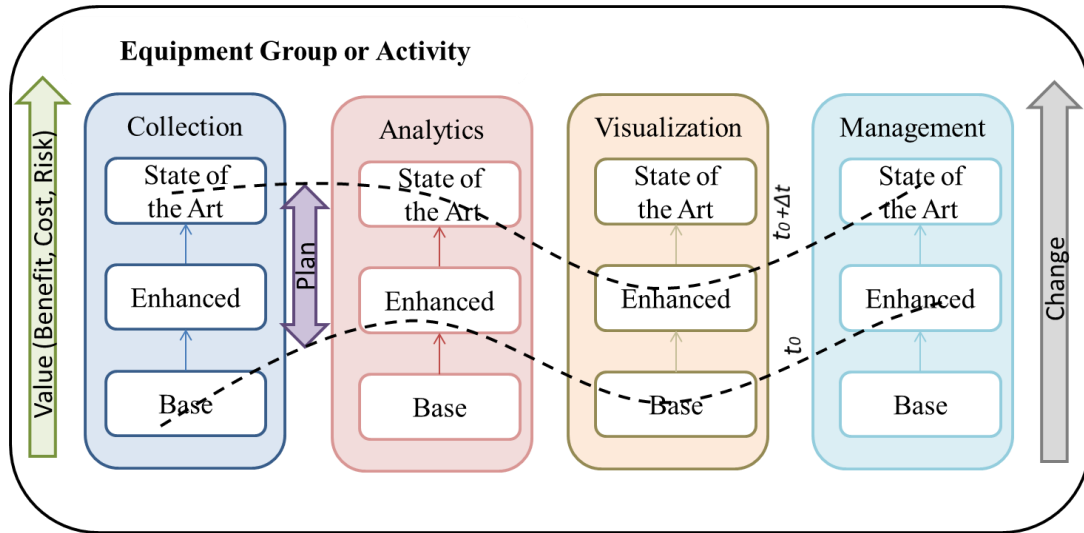 Equipment Group or Activity
Value (Benefit, Cost, Risk)
Collection
State of
the Art
Enhanced
Base
Plan
Analytics
State of
the Art
Enhanced
Base
Visualization
State of
the Art
Enhanced
Base
t₀+Δt
t₀
Management
State of
the Art
Enhanced
Base
Change